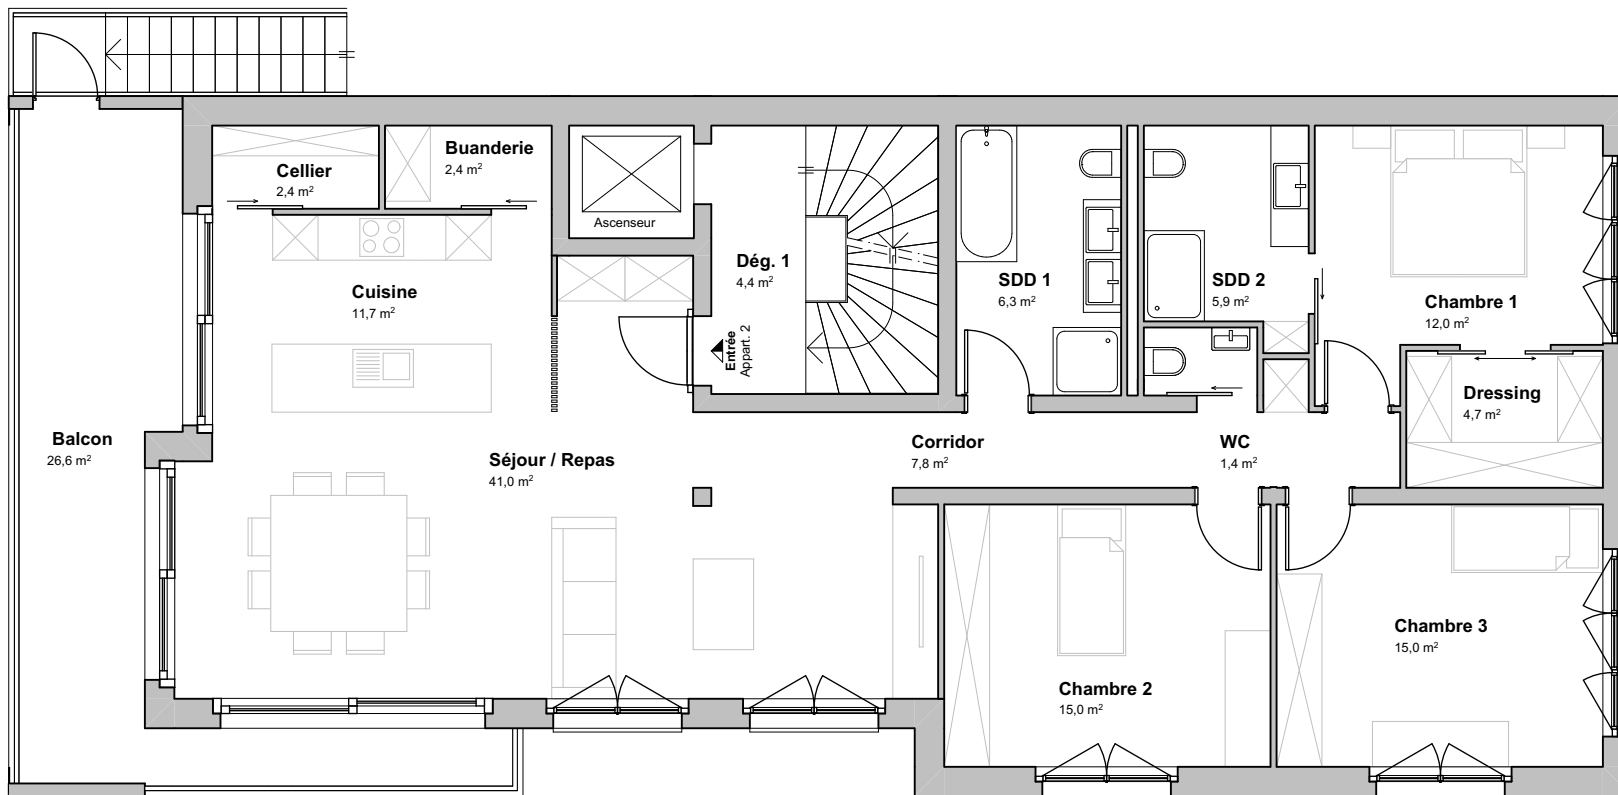 Cellier
2,4 m²
Buanderie
2,4 m²
Ascenseur
Dég. 1
4,4 m²
Entrée
Appart. 2
Cuisine
11,7 m²
SDD 1
6,3 m²
SDD 2
5,9 m²
Chambre 1
12,0 m²
Dressing
4,7 m²
Balcon
26,6 m²
Séjour / Repas
41,0 m²
Corridor
7,8 m²
WC
1,4 m²
Chambre 2
15,0 m²
Chambre 3
15,0 m²